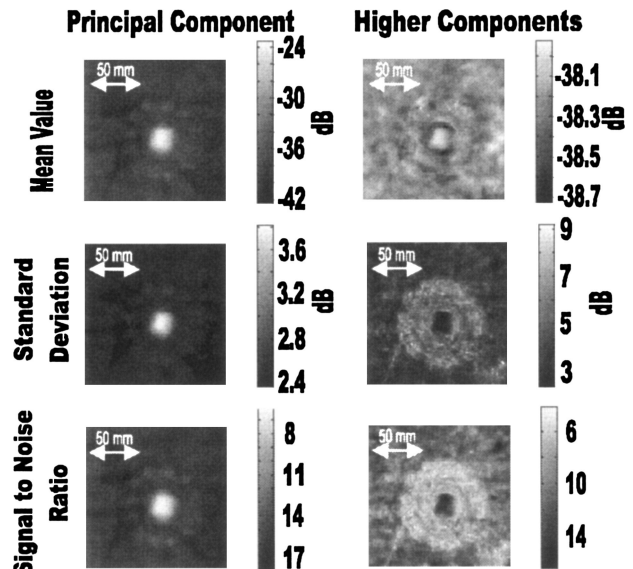 Principal Component
Higher Components
Mean Value
50 mm
-24
-30
-36
-42
dB
50 mm
-38.1
-38.3
-38.5
-38.7
dB
Standard
Deviation
50 mm
3.6
3.2
2.8
2.4
dB
50 mm
9
7
5
3
dB
Signal to Noise
Ratio
50 mm
8
11
14
17
50 mm
6
10
14